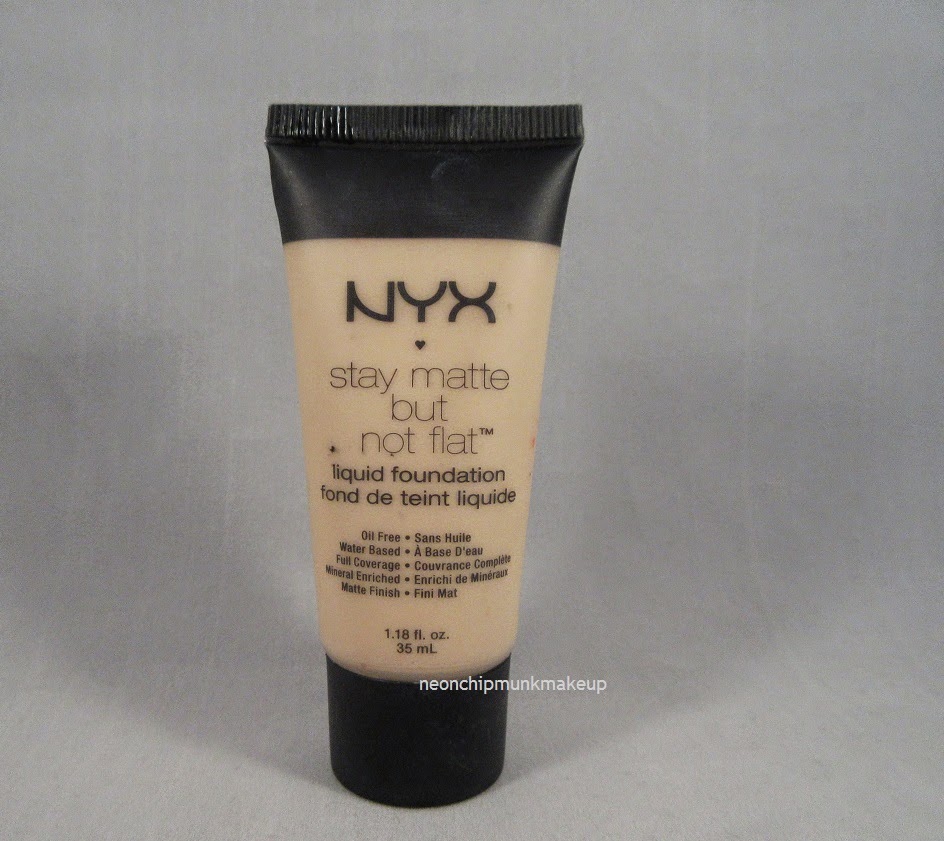 NYX
stay matte
but
not flat™
liquid foundation
fond de teint liquide
Oil Free • Sans Huile
Water Based • À Base D'eau
Full Coverage • Couvrance Complète
Mineral Enriched • Enrichi de Minéraux
Matte Finish • Fini Mat
1.18 fl. oz.
35 mL
neonchipmunkmakeup